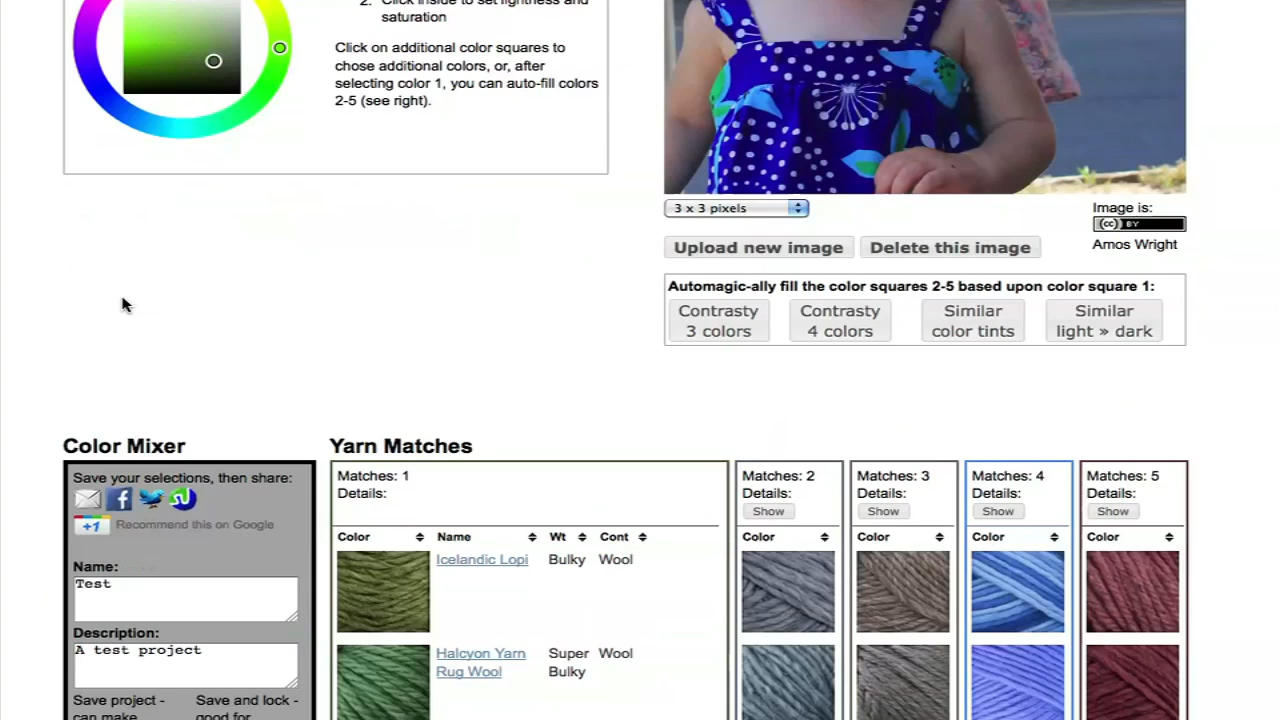 2. Click inside to set lightness and
saturation
Click on additional color squares to
chose additional colors, or, after
selecting color 1, you can auto-fill colors
2-5 (see right).
3 x 3 pixels
Image is:
cc BY
Upload new image Delete this image
Amos Wright
Automagic-ally fill the color squares 2-5 based upon color square 1:
Contrasty
3 colors
Contrasty
4 colors
Similar
color tints
Similar
light » dark
Color Mixer
Save your selections, then share:
+1 Recommend this on Google
Name:
Test
Description:
A test project
Save project -
can make
Save and lock -
good for
Yarn Matches
Matches: 1
Details:
Color Name Wt Cont
Icelandic Lopi Bulky Wool
Halcyon Yarn Super Wool
Rug Wool Bulky
Matches: 2
Details:
Show
Color
Matches: 3
Details:
Show
Color
Matches: 4
Details:
Show
Color
Matches: 5
Details:
Show
Color